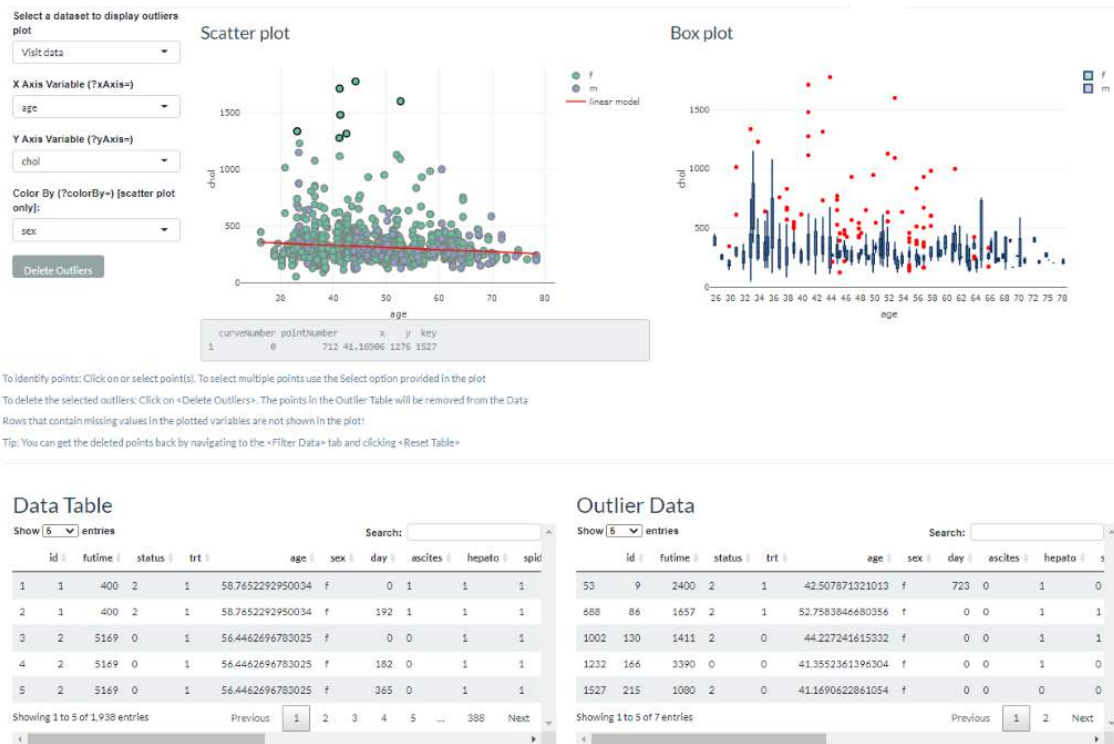 Select a dataset to display outliers
plot
Visit data
X Axis Variable (?xAxis=)
age
Y Axis Variable (?yAxis=)
chol
Color By (?colorBy=) [scatter plot
only]:
sex
Delete Outliers
Scatter plot
1500
1000
500
0
chol
30 40 50 60 70 80
age
f
m
linear model
curveNumber pointNumber x y key
1 0 712 41.16906 1276 1527
Box plot
1500
1000
500
0
chol
26 30 32 34 36 38 40 42 44 46 48 50 52 54 56 58 60 62 64 66 68 70 72 75 78
age
f
m
To identify points: Click on or select point(s). To select multiple points use the Select option provided in the plot
To delete the selected outliers: Click on <Delete Outliers>. The points in the Outlier Table will be removed from the Data
Rows that contain missing values in the plotted variables are not shown in the plot!
Tip: You can get the deleted points back by navigating to the <Filter Data> tab and clicking <Reset Table>
Data Table
Show 5 entries
Search:
id futime status trt age sex day ascites hepato spid
1 1 400 2 1 58.7652292950034 f 0 1 1 1
2 1 400 2 1 58.7652292950034 f 192 1 1 1
3 2 5169 0 1 56.4462696783025 f 0 0 1 1
4 2 5169 0 1 56.4462696783025 f 182 0 1 1
5 2 5169 0 1 56.4462696783025 f 365 0 1 1
Showing 1 to 5 of 1,938 entries
Previous 1 2 3 4 5 ... 388 Next
Outlier Data
Show 5 entries
Search:
id futime status trt age sex day ascites hepato s
53 9 2400 2 1 42.507871321013 f 723 0 1 0
688 86 1657 2 1 52.7583846680356 f 0 0 1 1
1002 130 1411 2 0 44.227241615332 f 0 0 1 1
1232 166 3390 0 0 41.3552361396304 f 0 0 1 0
1527 215 1080 2 0 41.1690622861054 f 0 0 0 0
Showing 1 to 5 of 7 entries
Previous 1 2 Next